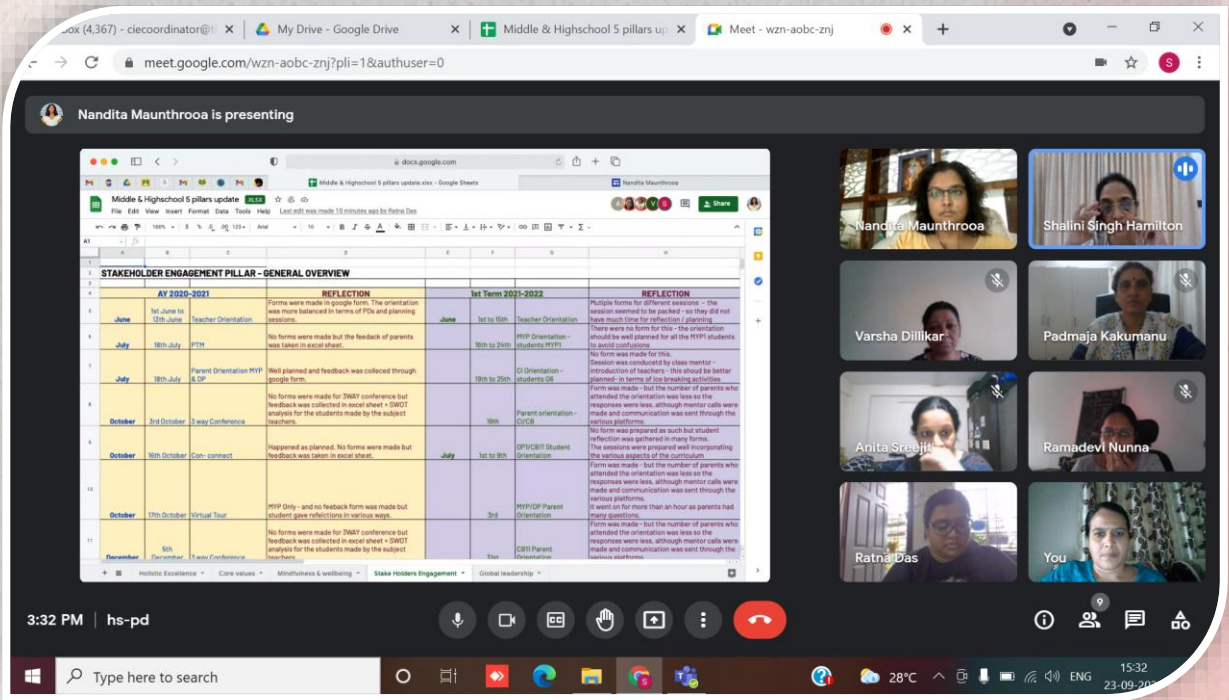 ox (4,367) - ciecoordinator@ti
My Drive - Google Drive
Middle & Highschool 5 pillars up
Meet - wzn-aobc-znj
meet.google.com/wzn-aobc-znj?pli=1&authuser=0
S
Nandita Maunthrooa is presenting
docs.google.com
Middle & Highschool 5 pillars update.xlsx - Google Sheets
Nandita Maunthrooa
Middle & Highschool 5 pillars update .XLSX
File Edit View Insert Format Data Tools Help Last edit was made 10 minutes ago by Ratna Das
Share
100% Arial 10
A1
STAKEHOLDER ENGAGEMENT PILLAR - GENERAL OVERVIEW
AY 2020-2021 REFLECTION 1st Term 2021-2022 REFLECTION
June
1st June to
13th June
Teacher Orientation
Forms were made in google form. The orientation
was more balanced in terms of PDs and planning
sessions.
June
1st to 15th
Teacher Orientation
Multiple forms for different sessions - the
session seemed to be packed - so they did not
have much time for reflection / planning
July
18th July
PTM
No forms were made but the feedack of parents
was taken in excel sheet.
16th to 24th
MYP Orientation -
students MYP1
There were no form for this - the orientation
should be well planned for all the MYP1 students
to avoid confusions
July
18th July
Parent Orientation MYP
& DP
Well planned and feedback was colleced through
google form.
19th to 25th
CI Orientation -
students G6
No form was made for this.
Session was conducetd by class mentor -
introduction of teachers - this shoud be better
planned- in terms of ice breaking activities
October
3rd October
3 way Conference
No forms were made for 3WAY conference but
feedback was collected in excel sheet + SWOT
analysis for the students made by the subject
teachers.
19th
Parent orientation -
CI/CB
Form was made - but the number of parents who
attended the orientation was less so the
responses were less, although mentor calls were
made and communication was sent through the
various platforms.
October
16th October
Con- connect
Happened as planned. No forms were made but
feedback was taken in excel sheet.
July
1st to 9th
DP1/CB11 Student
Orientation
No form was prepared as such but student
reflection was gathered in many forms.
The sessions were prepared well incorporating
the various aspects of the curriculum
October
17th October
Virtual Tour
MYP Only - and no feeback form was made but
student gave refelctions in various ways.
3rd
MYP/DP Parent
Orientation
Form was made - but the number of parents who
attended the orientation was less so the
responses were less, although mentor calls were
made and communication was sent through the
various platforms.
It went on for more than an hour as parents had
many questions.
December
5th
December
3 way Conference
No forms were made for 3WAY conference but
feedback was collected in excel sheet + SWOT
analysis for the students made by the subject
teachers.
31st
CB11 Parent
Orientation
Form was made - but the number of parents who
attended the orientation was less so the
responses were less, although mentor calls were
made and communication was sent through the
various platforms.
Holistic Excellence
Core values
Mindfulness & wellbeing
Stake Holders Engagement
Global leadership
Nandita Maunthrooa
Shalini Singh Hamilton
Varsha Dillikar
Padmaja Kakumanu
Anita Sreejit
Ramadevi Nunna
Ratna Das
You
3:32 PM | hs-pd
9
Type here to search
28°C
ENG
15:32
23-09-202